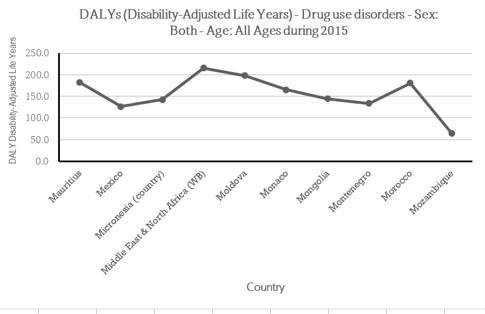 DALYs (Disability-Adjusted Life Years) - Drug use disorders - Sex:
Both - Age: All Ages during 2015
DALY Disability-Adjusted Life Years
250.0
200.0
150.0
100.0
50.0
0.0
Mauritius
Mexico
Micronesia (country)
Middle East & North Africa (WB)
Moldova
Monaco
Mongolia
Montenegro
Morocco
Mozambique
Country